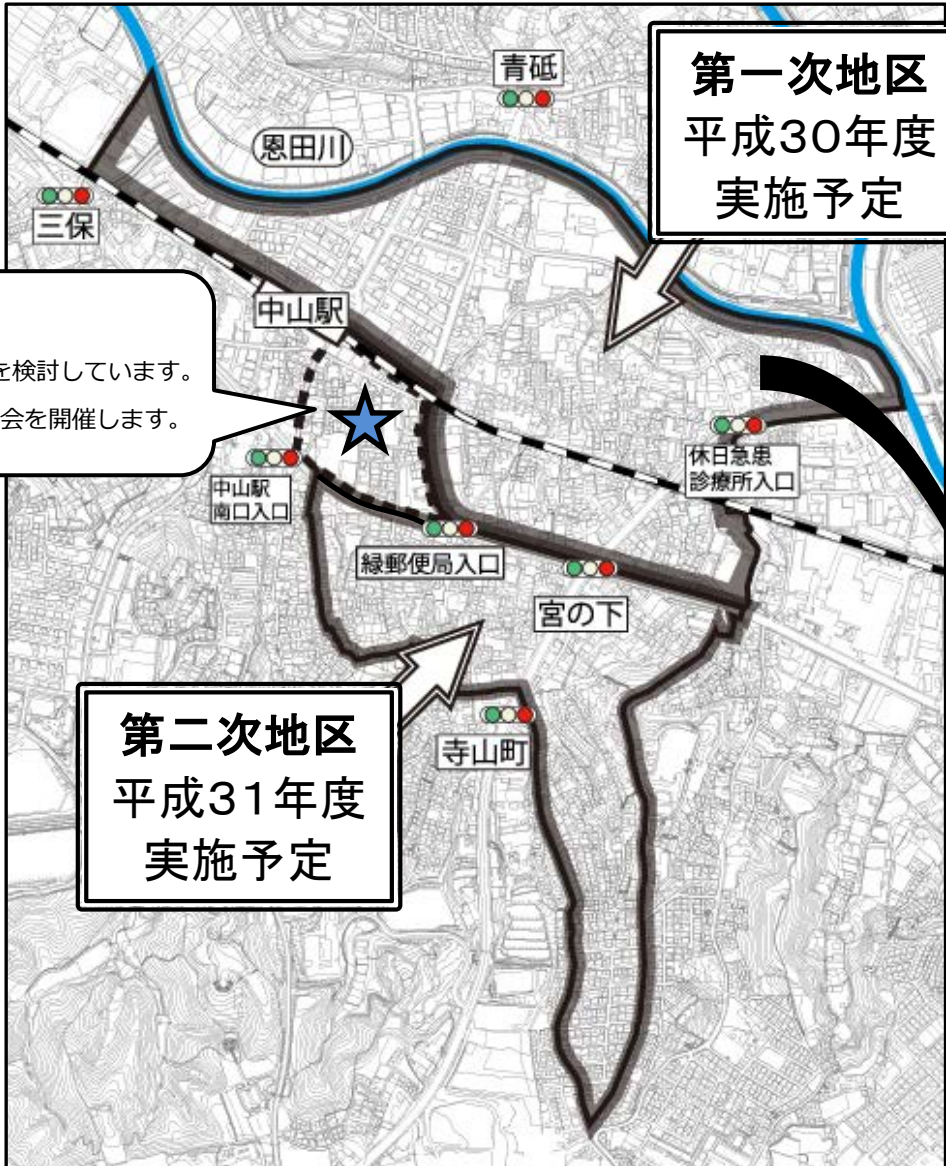 青砥
第一次地区
平成30年度
実施予定
恩田川
三保
中山駅
を検討しています。
会を開催します。
中山駅
南口入口
休日急患
診療所入口
緑郵便局入口
宮の下
第二次地区
平成31年度
実施予定
寺山町